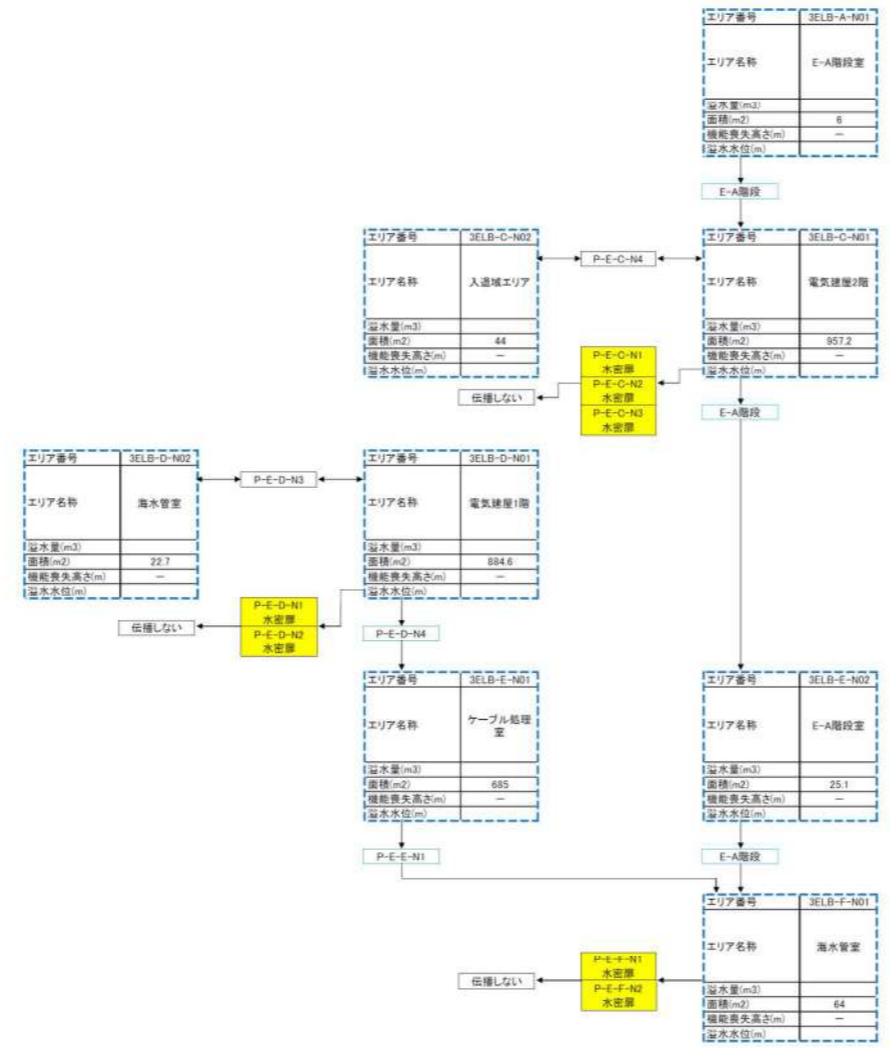 エリア番号 3ELB-A-N01
エリア名称 E-A階段室
溢水量(m3)
面積(m2) 6
機能喪失高さ(m) －
溢水水位(m)
E-A階段
エリア番号 3ELB-C-N02
エリア名称 入退域エリア
溢水量(m3)
面積(m2) 44
機能喪失高さ(m) －
溢水水位(m)
P-E-C-N4
エリア番号 3ELB-C-N01
エリア名称 電気建屋2階
溢水量(m3)
面積(m2) 957.2
機能喪失高さ(m) －
溢水水位(m)
P-E-C-N1
水密扉
P-E-C-N2
水密扉
P-E-C-N3
水密扉
伝播しない
E-A階段
エリア番号 3ELB-D-N02
エリア名称 海水管室
溢水量(m3)
面積(m2) 22.7
機能喪失高さ(m) －
溢水水位(m)
P-E-D-N3
エリア番号 3ELB-D-N01
エリア名称 電気建屋1階
溢水量(m3)
面積(m2) 884.6
機能喪失高さ(m) －
溢水水位(m)
P-E-D-N1
水密扉
P-E-D-N2
水密扉
伝播しない
P-E-D-N4
エリア番号 3ELB-E-N01
エリア名称 ケーブル処理
室
溢水量(m3)
面積(m2) 685
機能喪失高さ(m) －
溢水水位(m)
エリア番号 3ELB-E-N02
エリア名称 E-A階段室
溢水量(m3)
面積(m2) 25.1
機能喪失高さ(m) －
溢水水位(m)
P-E-E-N1
E-A階段
エリア番号 3ELB-F-N01
エリア名称 海水管室
溢水量(m3)
面積(m2) 64
機能喪失高さ(m) －
溢水水位(m)
P-E-F-N1
水密扉
P-E-F-N2
水密扉
伝播しない